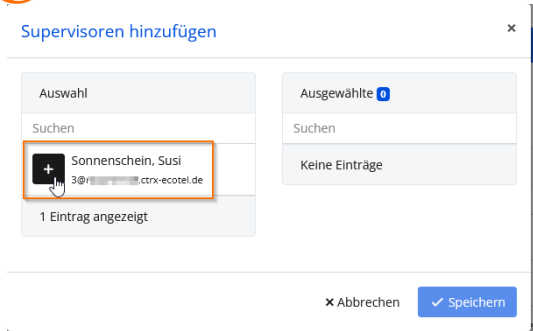 Supervisoren hinzufügen
×
Auswahl
Suchen
+
Sonnenschein, Susi
.ctrx-ecotel.de
1 Eintrag angezeigt
Ausgewählte 0
Suchen
Keine Einträge
× Abbrechen
✓ Speichern